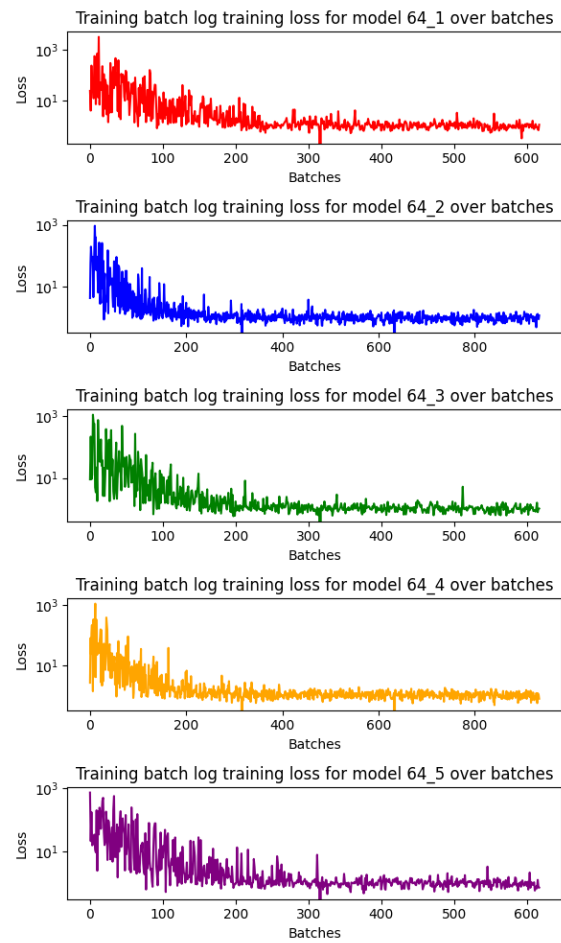 Training batch log training loss for model 64_1 over batches
10³
10¹
Loss
0 100 200 300 400 500 600
Batches
Training batch log training loss for model 64_2 over batches
10³
10¹
Loss
0 200 400 600 800
Batches
Training batch log training loss for model 64_3 over batches
10³
10¹
Loss
0 100 200 300 400 500 600
Batches
Training batch log training loss for model 64_4 over batches
10³
10¹
Loss
0 200 400 600 800
Batches
Training batch log training loss for model 64_5 over batches
10³
10¹
Loss
0 100 200 300 400 500 600
Batches